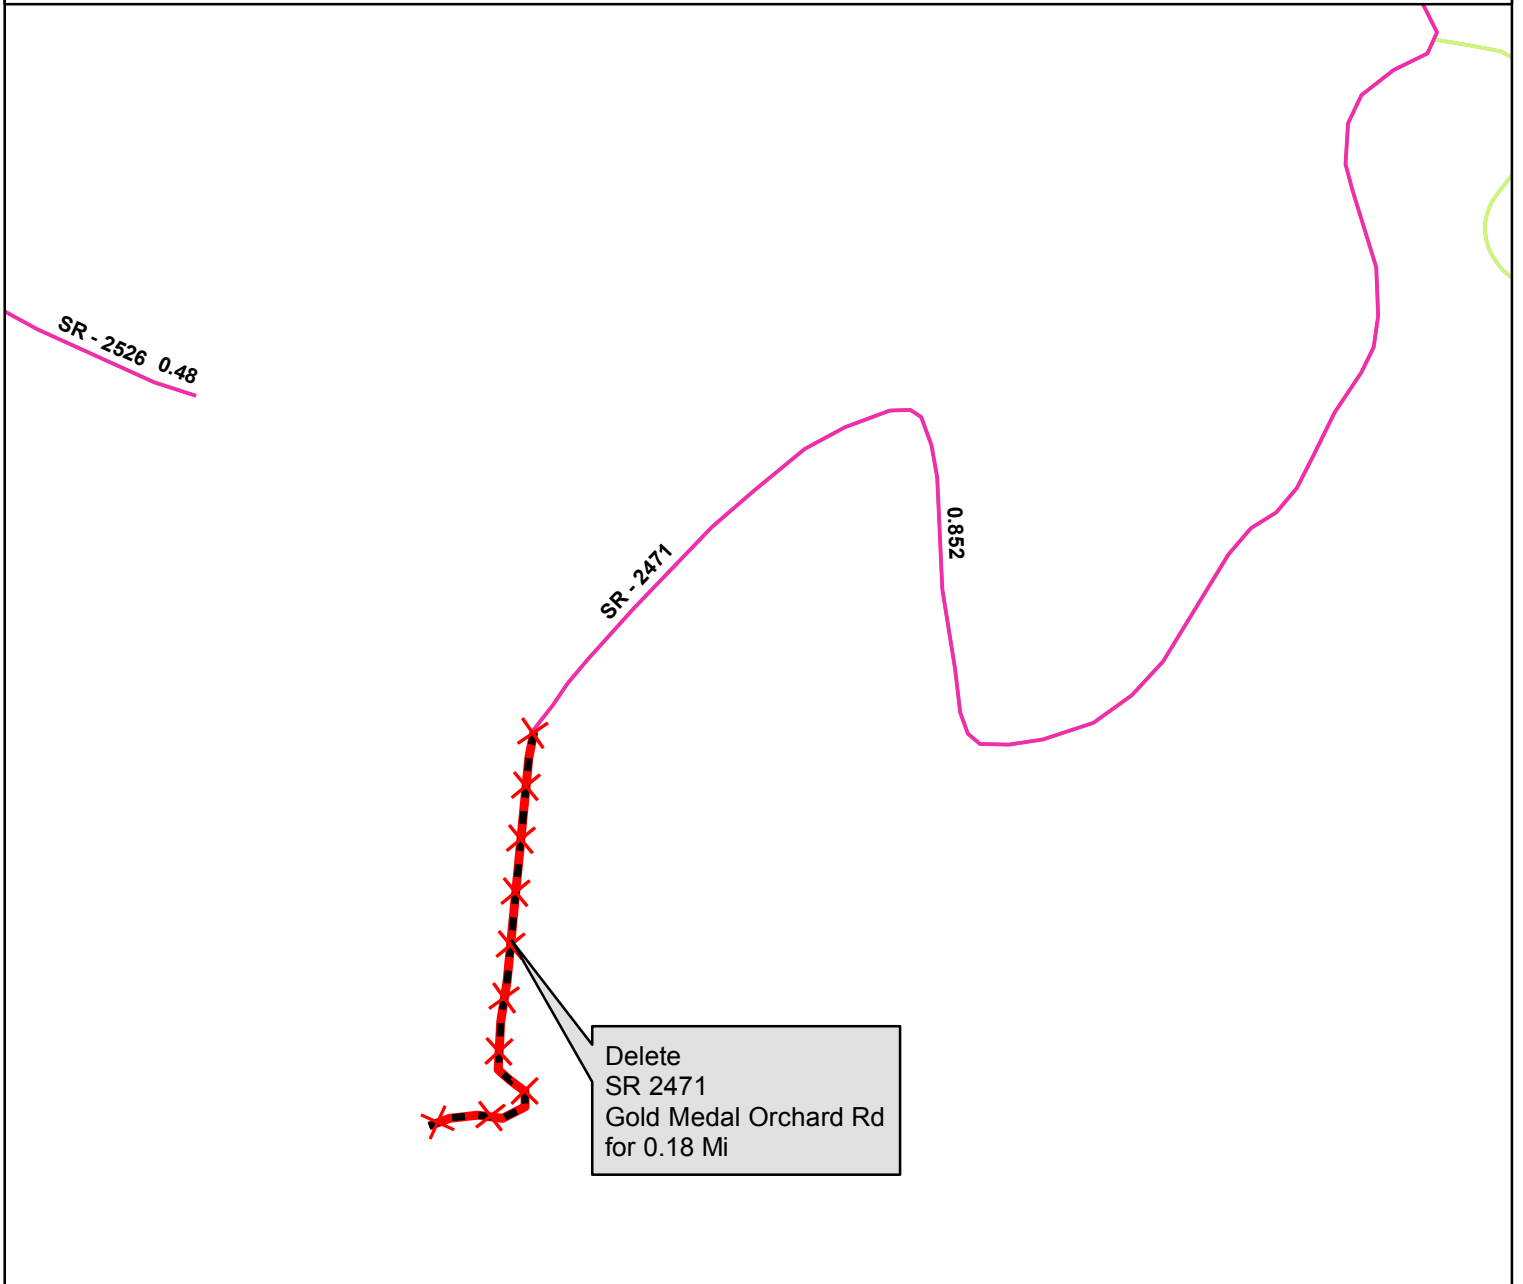 SR - 2526 0.48
0.852
SR - 2471
Delete
SR 2471
Gold Medal Orchard Rd
for 0.18 Mi